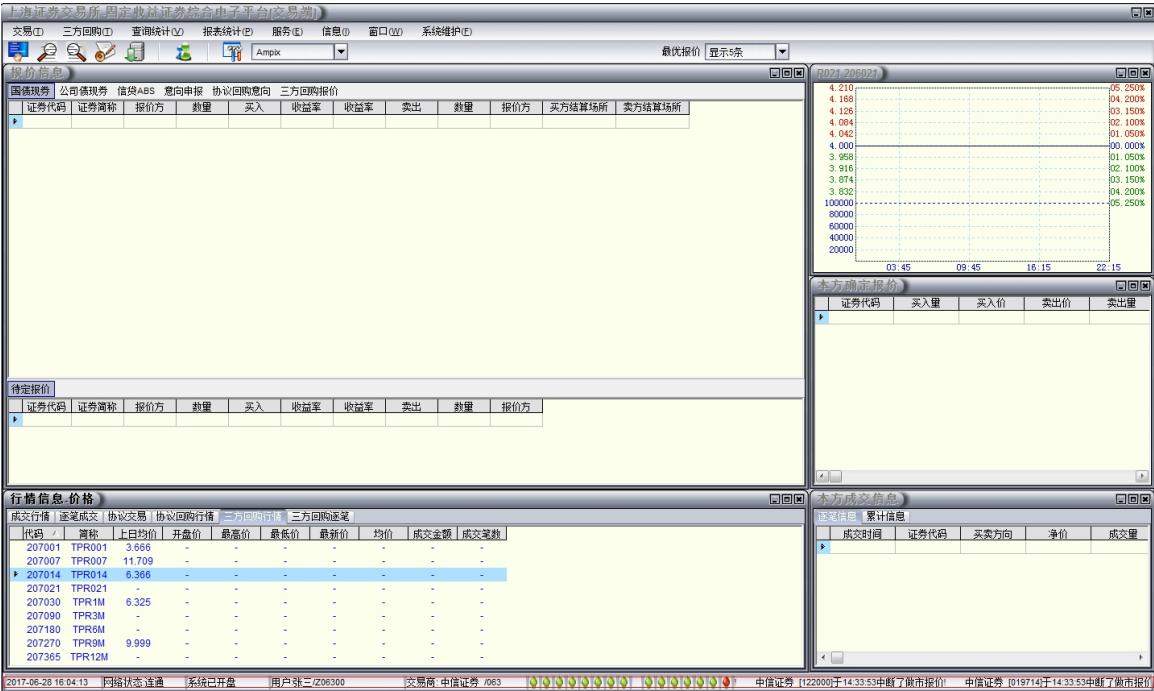 上海证券交易所_固定收益证券综合电子平台[交易端]
交易(I) 三方回购(I) 查询统计(V) 报表统计(P) 服务(E) 信息(I) 窗口(W) 系统维护(F)
Ampix 最优报价 显示5条
报价信息
国债现券 公司债现券 信贷ABS 意向申报 协议回购意向 三方回购报价
证券代码 证券简称 报价方 数量 买入 收益率 收益率 卖出 数量 报价方 买方结算场所 卖方结算场所
待定报价
证券代码 证券简称 报价方 数量 买入 收益率 收益率 卖出 数量 报价方
R021_206021
4.210 05.250%
4.168 04.200%
4.126 03.150%
4.084 02.100%
4.042 01.050%
4.000 00.000%
3.958 01.050%
3.916 02.100%
3.874 03.150%
3.832 04.200%
100000 05.250%
80000
60000
40000
20000
03:45 09:45 16:15 22:15
本方确定报价
证券代码 买入量 买入价 卖出价 卖出量
行情信息-价格
成交行情 逐笔成交 协议交易 协议回购行情 三方回购行情 三方回购逐笔
代码 简称 上日均价 开盘价 最高价 最低价 最新价 均价 成交金额 成交笔数
207001 TPR001 3.666 - - - - - - -
207007 TPR007 11.709 - - - - - - -
207014 TPR014 6.366 - - - - - - -
207021 TPR021 - - - - - - - -
207030 TPR1M 6.325 - - - - - - -
207090 TPR3M - - - - - - - -
207180 TPR6M - - - - - - - -
207270 TPR9M 9.999 - - - - - - -
207365 TPR12M - - - - - - - -
本方成交信息
逐笔信息 累计信息
成交时间 证券代码 买卖方向 净价 成交量
2017-06-28 16:04:13 网络状态:连通 系统已开盘 用户张三/Z06300 交易商: 中信证券 /063 中信证券 [122000]于14:33:53中断了做市报价! 中信证券 [019714]于14:33:53中断了做市报价